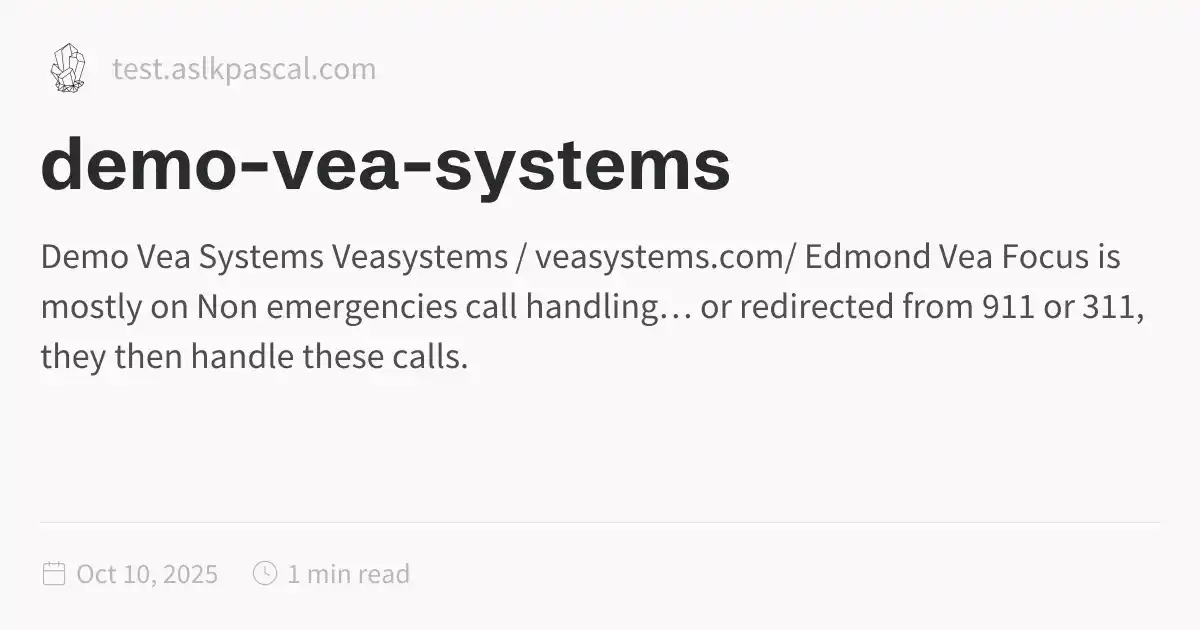 test.aslkpascal.com
demo-vea-systems
Demo Vea Systems Veasystems / veasystems.com/ Edmond Vea Focus is
mostly on Non emergencies call handling… or redirected from 911 or 311,
they then handle these calls.
Oct 10, 2025 1 min read